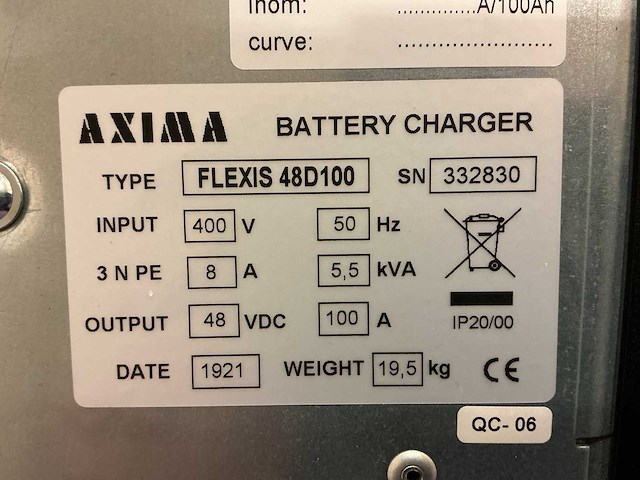 Inom: ..............A/100Ah
curve: .......................
AXIMA BATTERY CHARGER
TYPE FLEXIS 48D100 SN 332830
INPUT 400 V 50 Hz
3 N PE 8 A 5,5 kVA
OUTPUT 48 VDC 100 A IP20/00
DATE 1921 WEIGHT 19,5 kg CE
QC- 06